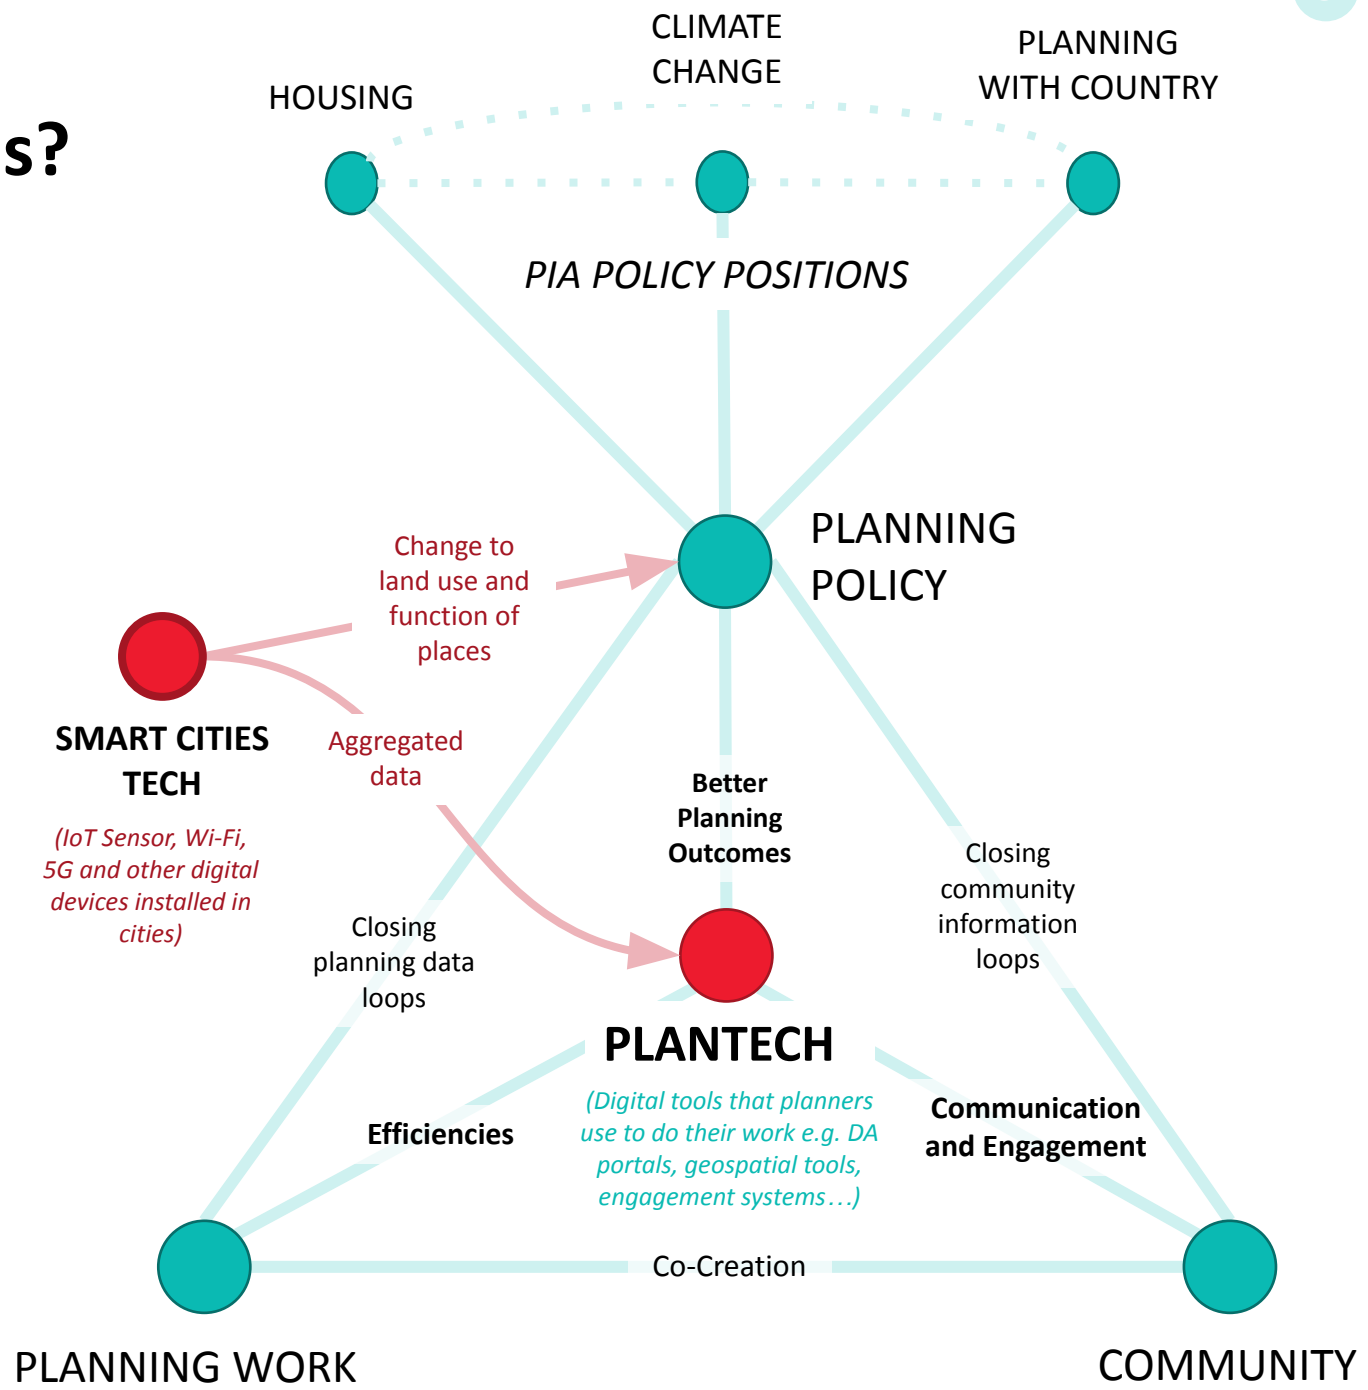 CLIMATE
CHANGE
PLANNING
WITH COUNTRY
HOUSING
s?
PIA POLICY POSITIONS
PLANNING
POLICY
Change to
land use and
function of
places
SMART CITIES
TECH
(IoT Sensor, Wi-Fi,
5G and other digital
devices installed in
cities)
Aggregated
data
Better
Planning
Outcomes
Closing
community
information
loops
Closing
planning data
loops
PLANTECH
(Digital tools that planners
use to do their work e.g. DA
portals, geospatial tools,
engagement systems...)
Efficiencies
Communication
and Engagement
Co-Creation
PLANNING WORK
COMMUNITY